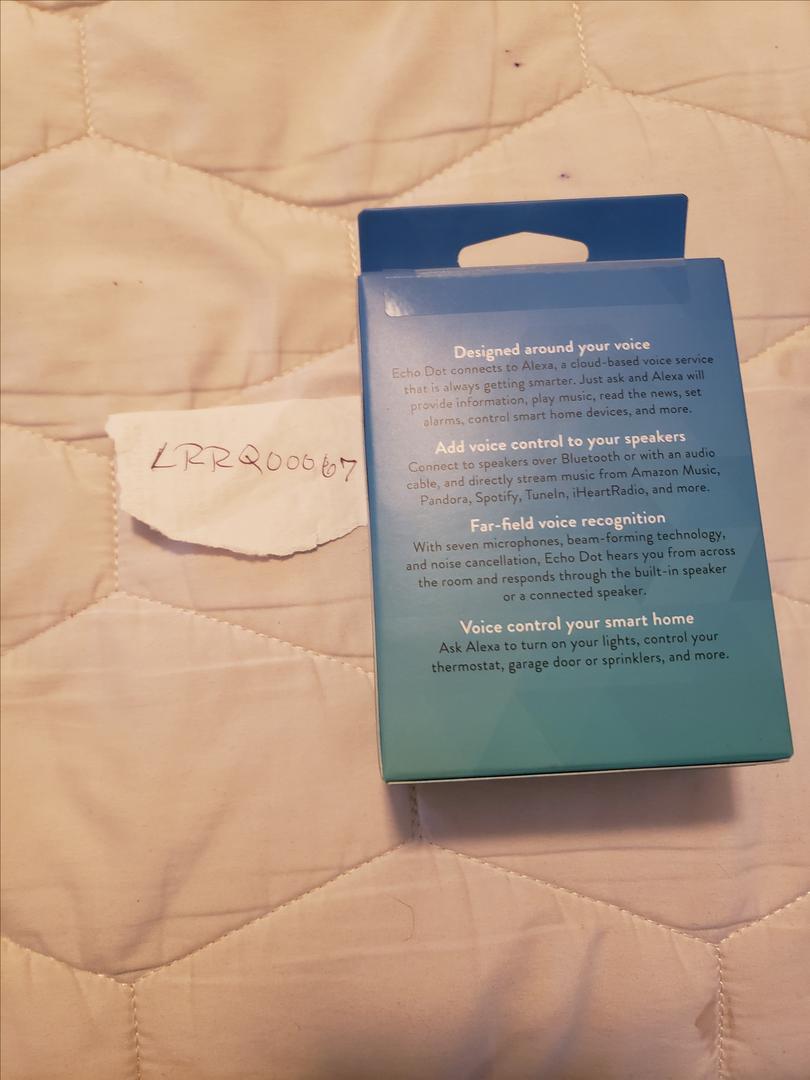 LRRQ00067
Designed around your voice
Echo Dot connects to Alexa, a cloud-based voice service
that is always getting smarter. Just ask and Alexa will
provide information, play music, read the news, set
alarms, control smart home devices, and more.
Add voice control to your speakers
Connect to speakers over Bluetooth or with an audio
cable, and directly stream music from Amazon Music,
Pandora, Spotify, TuneIn, iHeartRadio, and more.
Far-field voice recognition
With seven microphones, beam-forming technology,
and noise cancellation, Echo Dot hears you from across
the room and responds through the built-in speaker
or a connected speaker.
Voice control your smart home
Ask Alexa to turn on your lights, control your
thermostat, garage door or sprinklers, and more.